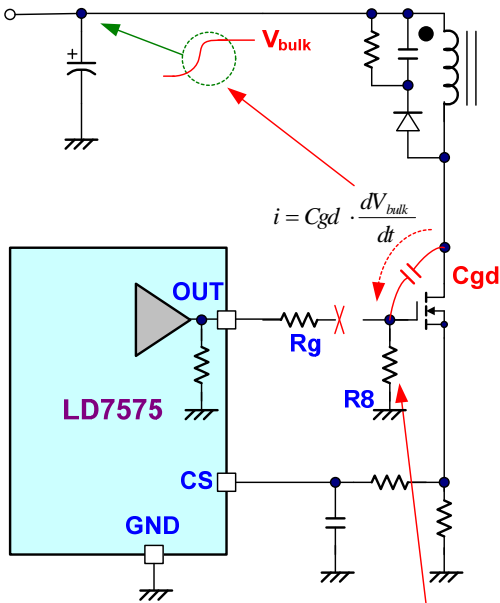 +
Vbulk
i = Cgd · dVbulk/dt
Cgd
OUT
Rg
R8
LD7575
CS
GND